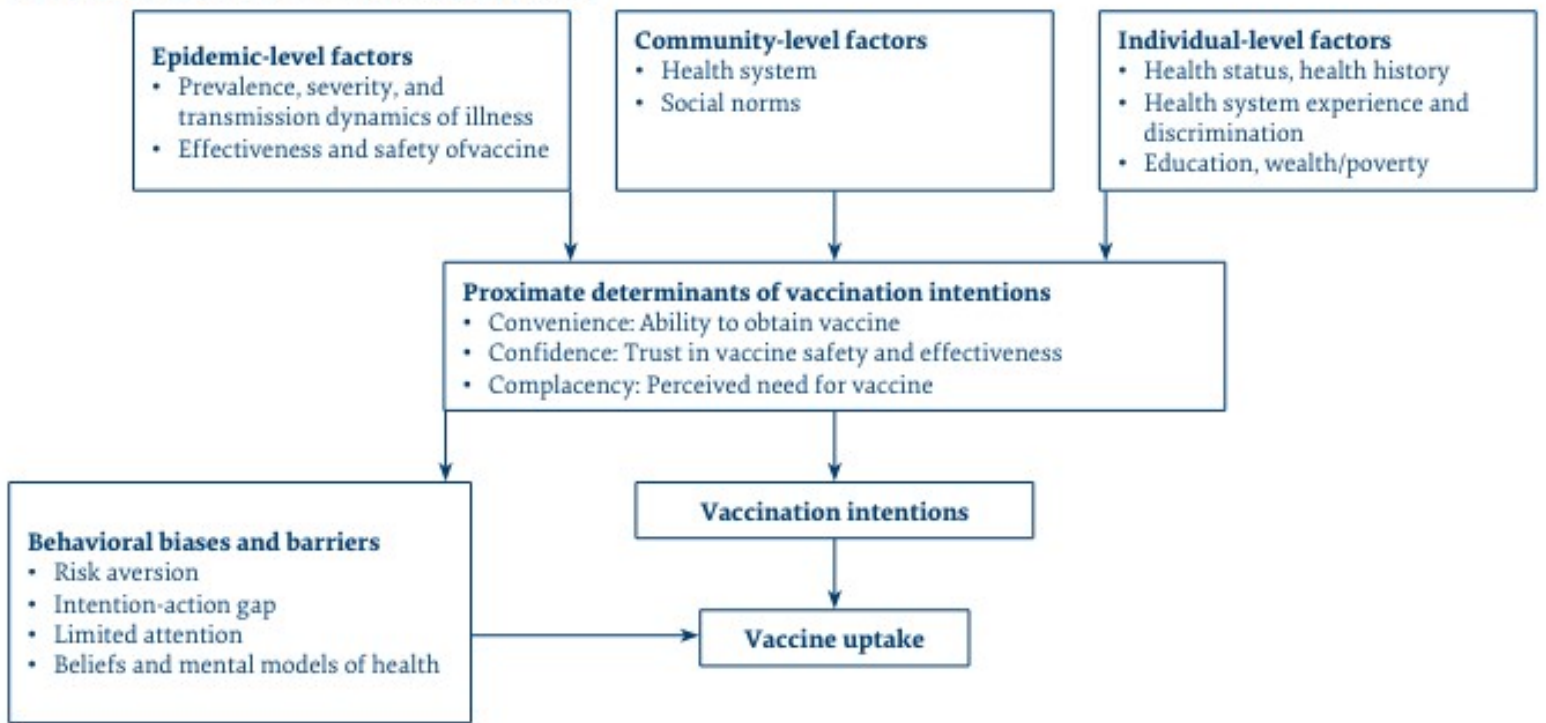 Epidemic-level factors
• Prevalence, severity, and
transmission dynamics of illness
• Effectiveness and safety ofvaccine
Community-level factors
• Health system
• Social norms
Individual-level factors
• Health status, health history
• Health system experience and
discrimination
• Education, wealth/poverty
Proximate determinants of vaccination intentions
• Convenience: Ability to obtain vaccine
• Confidence: Trust in vaccine safety and effectiveness
• Complacency: Perceived need for vaccine
Behavioral biases and barriers
• Risk aversion
• Intention-action gap
• Limited attention
• Beliefs and mental models of health
Vaccination intentions
Vaccine uptake